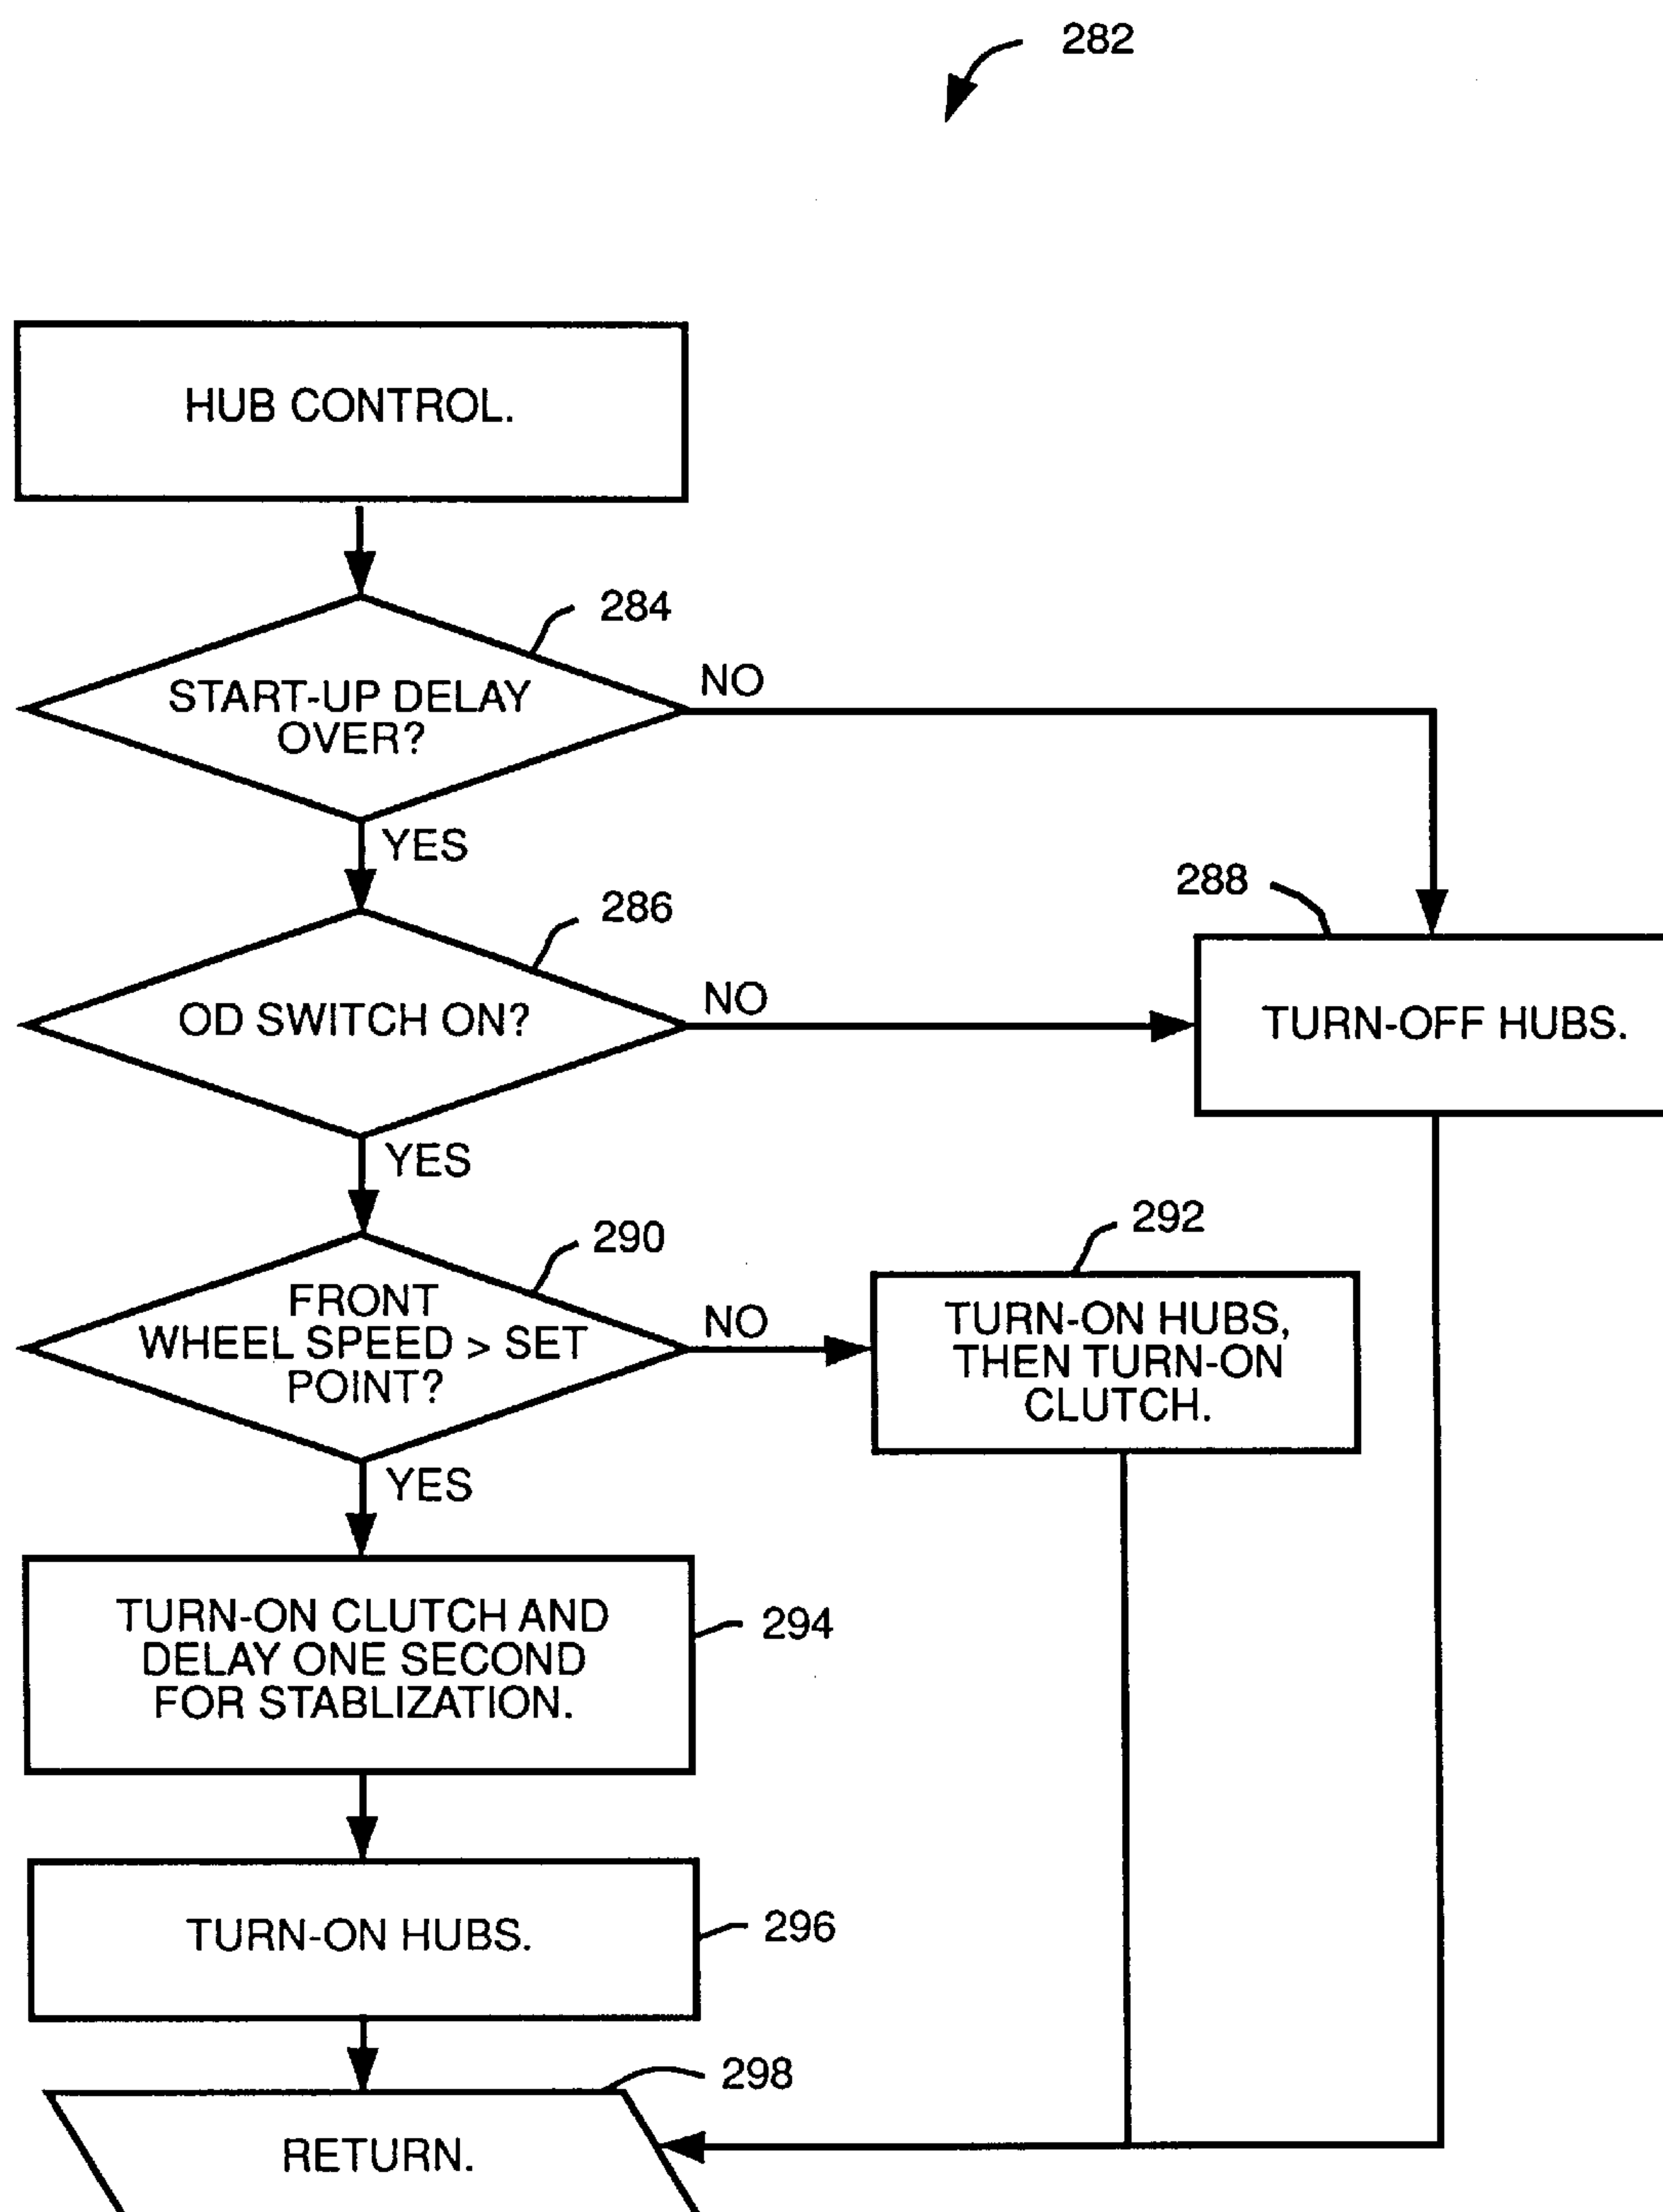 282
HUB CONTROL.
284
START-UP DELAY
OVER?
NO
YES
286
OD SWITCH ON?
NO
288
TURN-OFF HUBS.
YES
290
FRONT
WHEEL SPEED > SET
POINT?
NO
292
TURN-ON HUBS,
THEN TURN-ON
CLUTCH.
YES
TURN-ON CLUTCH AND
DELAY ONE SECOND
FOR STABLIZATION.
294
TURN-ON HUBS.
296
298
RETURN.